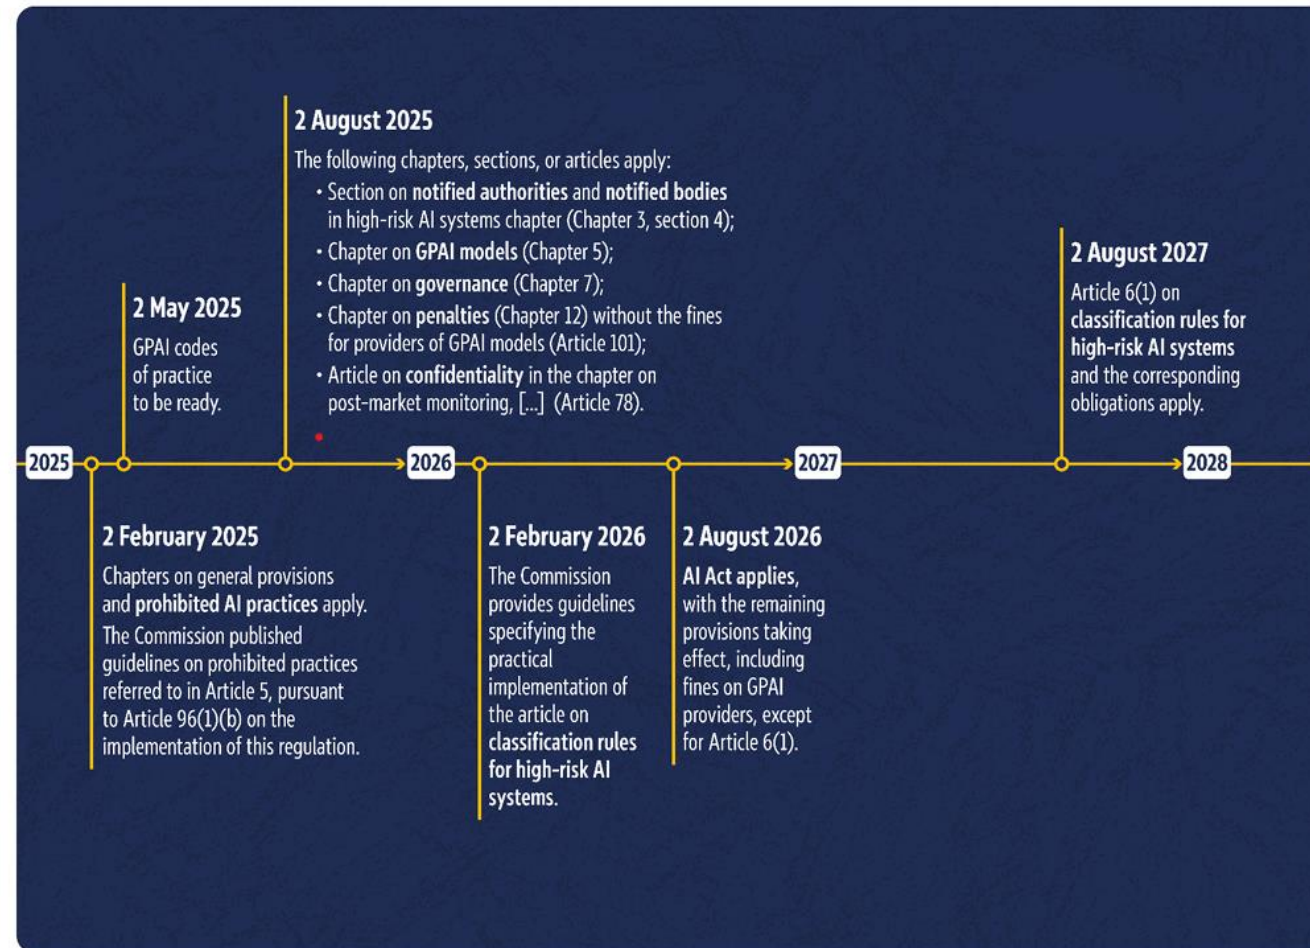 2 August 2025
The following chapters, sections, or articles apply:
• Section on notified authorities and notified bodies
in high-risk AI systems chapter (Chapter 3, section 4);
• Chapter on GPAI models (Chapter 5);
• Chapter on governance (Chapter 7);
• Chapter on penalties (Chapter 12) without the fines
for providers of GPAI models (Article 101);
• Article on confidentiality in the chapter on
post-market monitoring, [...] (Article 78).
2 May 2025
GPAI codes
of practice
to be ready.
2 August 2027
Article 6(1) on
classification rules for
high-risk AI systems
and the corresponding
obligations apply.
2025
2026
2027
2028
2 February 2025
Chapters on general provisions
and prohibited AI practices apply.
The Commission published
guidelines on prohibited practices
referred to in Article 5, pursuant
to Article 96(1)(b) on the
implementation of this regulation.
2 February 2026
The Commission
provides guidelines
specifying the
practical
implementation of
the article on
classification rules
for high-risk AI
systems.
2 August 2026
AI Act applies,
with the remaining
provisions taking
effect, including
fines on GPAI
providers, except
for Article 6(1).